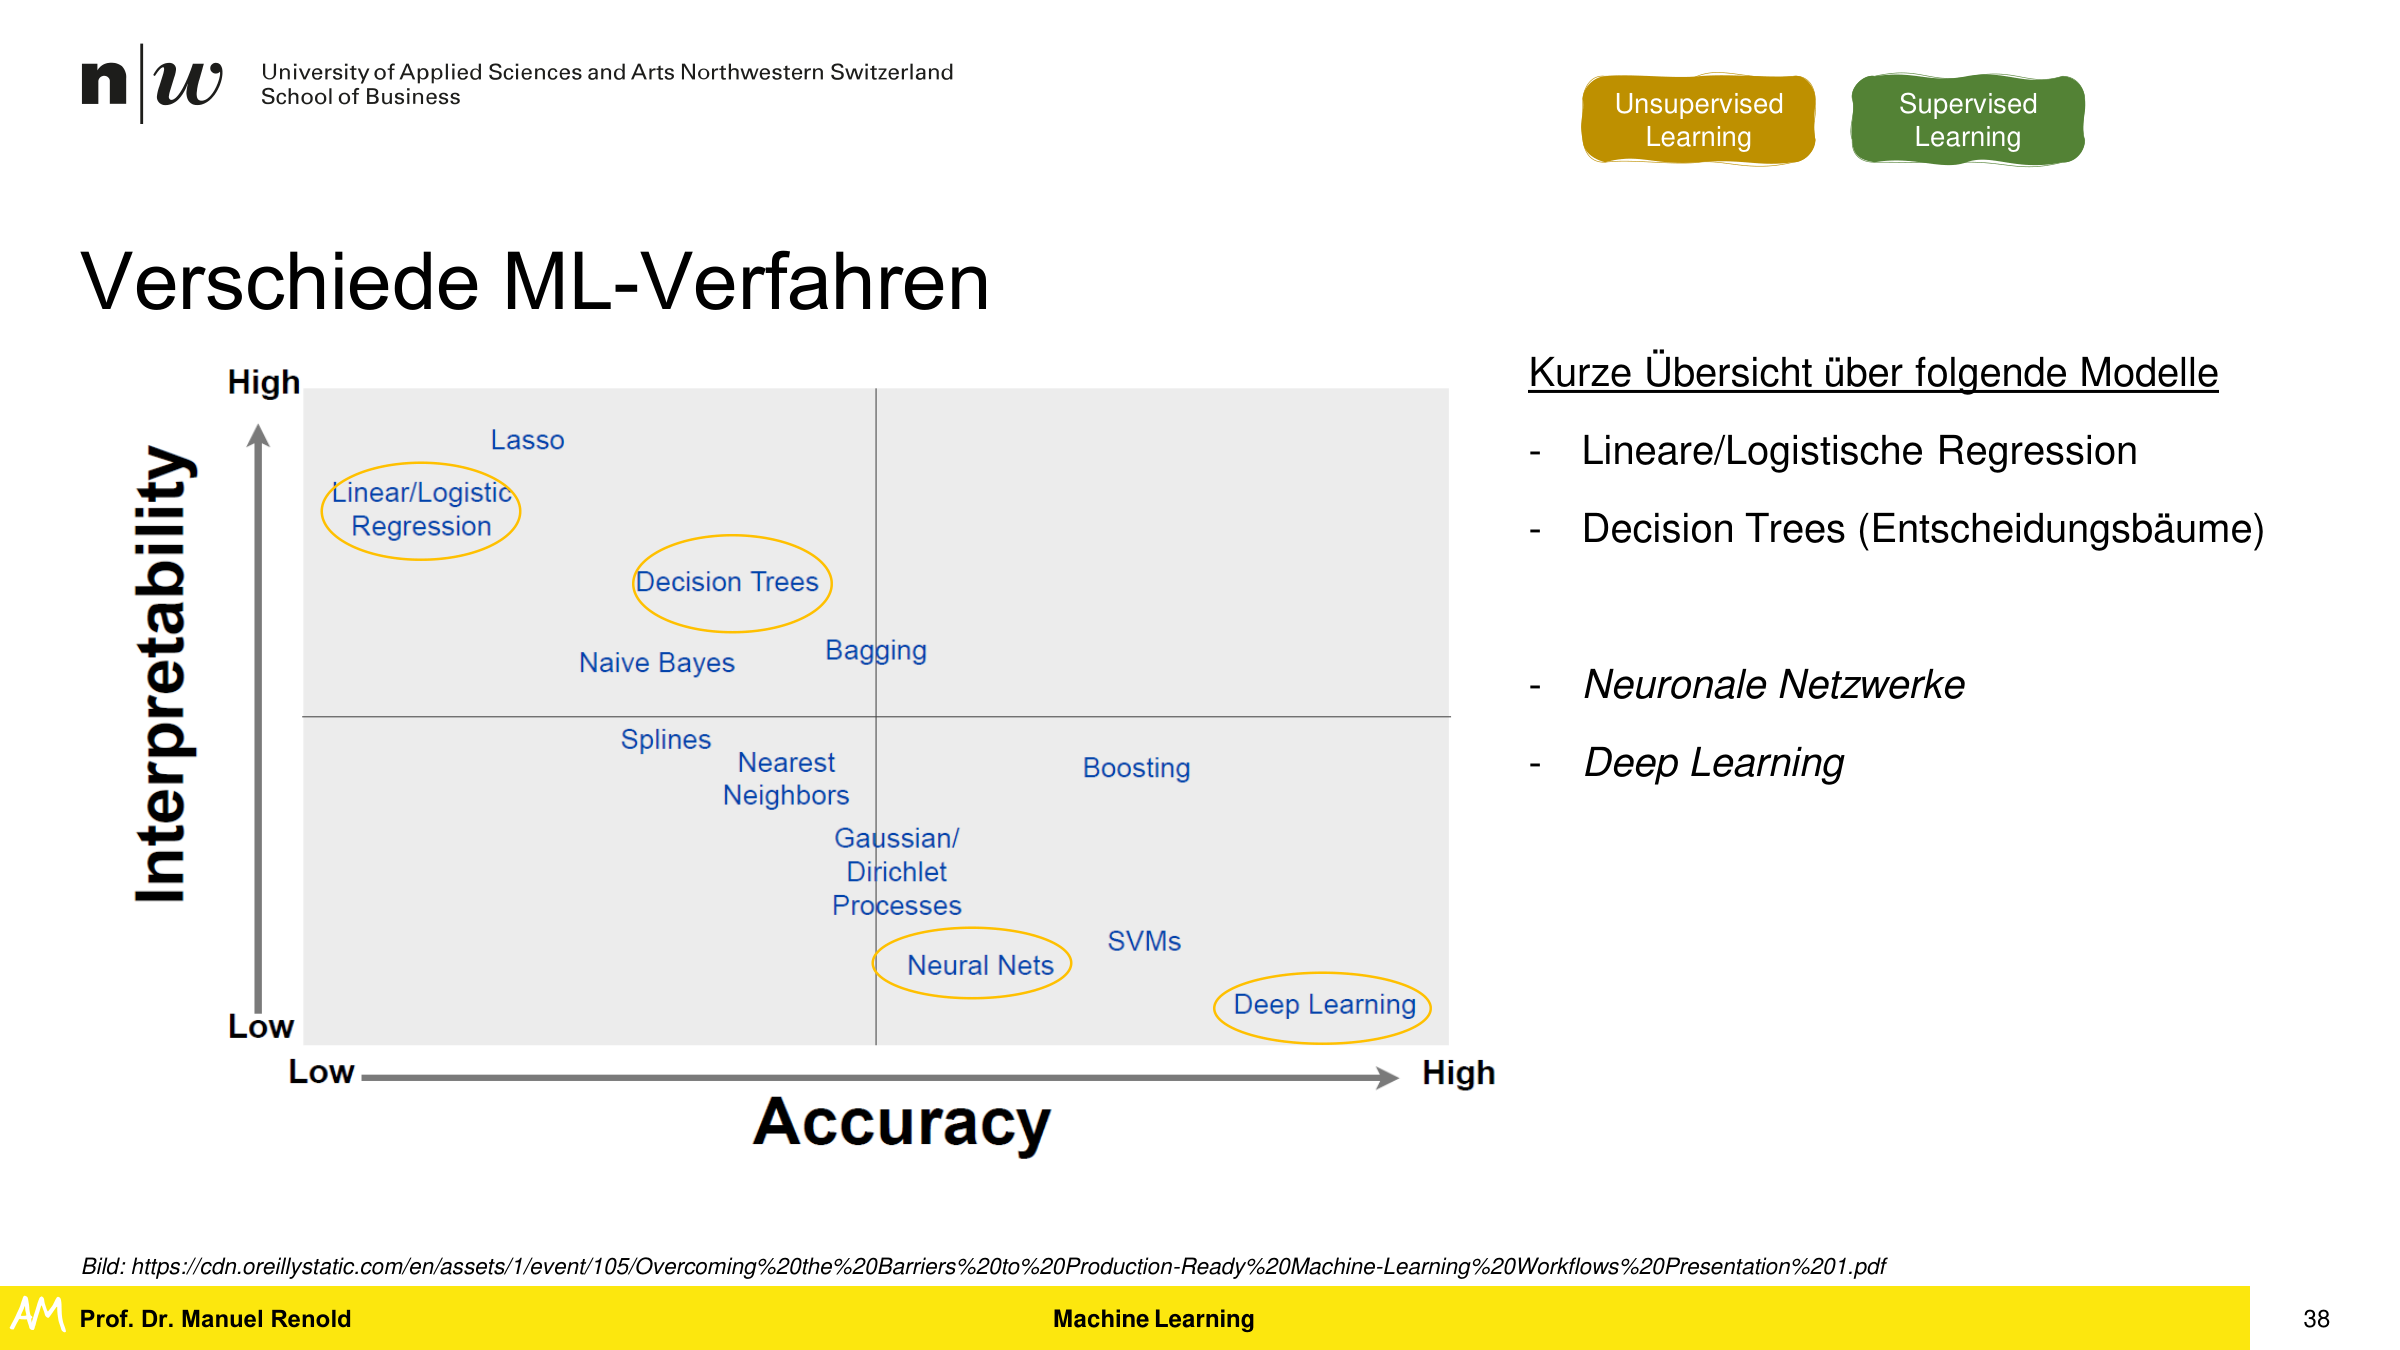 n|w
University of Applied Sciences and Arts Northwestern Switzerland
School of Business
Unsupervised
Learning
Supervised
Learning
Verschiede ML-Verfahren
High
Interpretability
Low
Lasso
Linear/Logistic
Regression
Decision Trees
Naive Bayes
Bagging
Splines
Nearest
Neighbors
Boosting
Gaussian/
Dirichlet
Processes
SVMs
Neural Nets
Deep Learning
Low
High
Accuracy
Kurze Übersicht über folgende Modelle
- Lineare/Logistische Regression
- Decision Trees (Entscheidungsbäume)
- Neuronale Netzwerke
- Deep Learning
Bild: https://cdn.oreillystatic.com/en/assets/1/event/105/Overcoming%20the%20Barriers%20to%20Production-Ready%20Machine-Learning%20Workflows%20Presentation%201.pdf
AM
Prof. Dr. Manuel Renold
Machine Learning
38